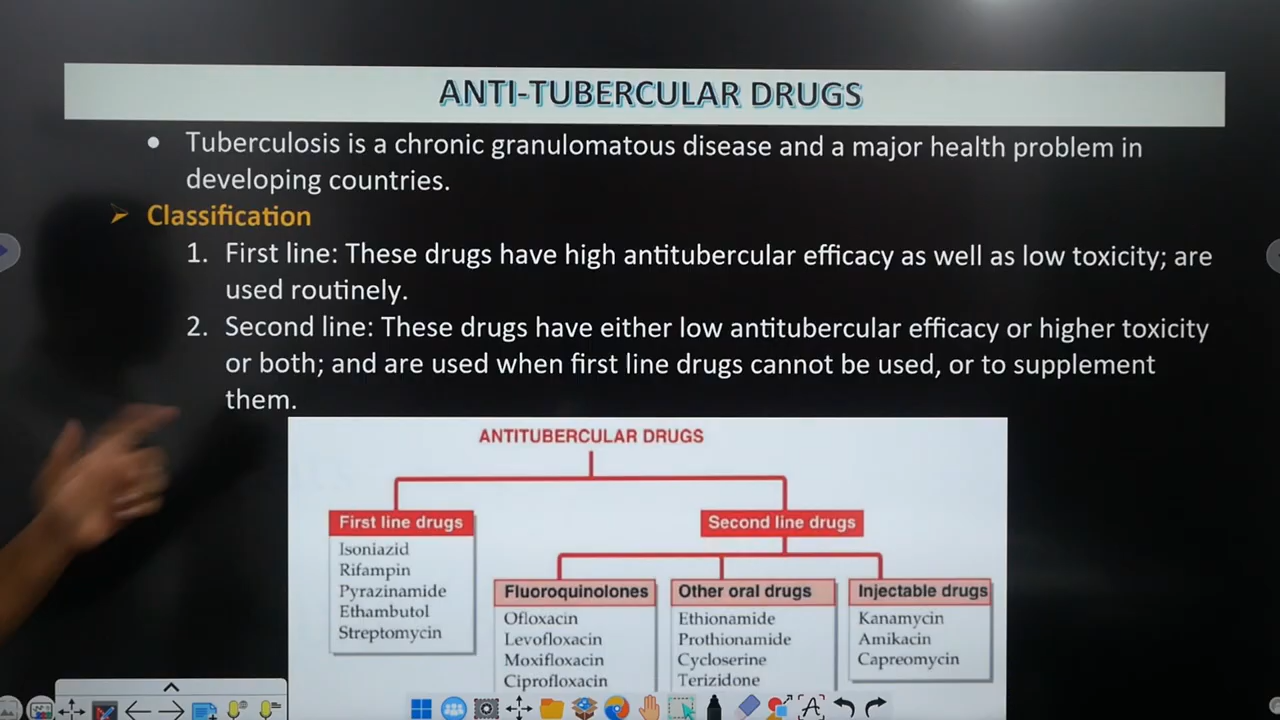 ANTI-TUBERCULAR DRUGS
• Tuberculosis is a chronic granulomatous disease and a major health problem in
developing countries.
➢ Classification
1. First line: These drugs have high antitubercular efficacy as well as low toxicity; are
used routinely.
2. Second line: These drugs have either low antitubercular efficacy or higher toxicity
or both; and are used when first line drugs cannot be used, or to supplement
them.
ANTITUBERCULAR DRUGS
First line drugs
Isoniazid
Rifampin
Pyrazinamide
Ethambutol
Streptomycin
Second line drugs
Fluoroquinolones
Ofloxacin
Levofloxacin
Moxifloxacin
Ciprofloxacin
Other oral drugs
Ethionamide
Prothionamide
Cycloserine
Terizidone
Injectable drugs
Kanamycin
Amikacin
Capreomycin